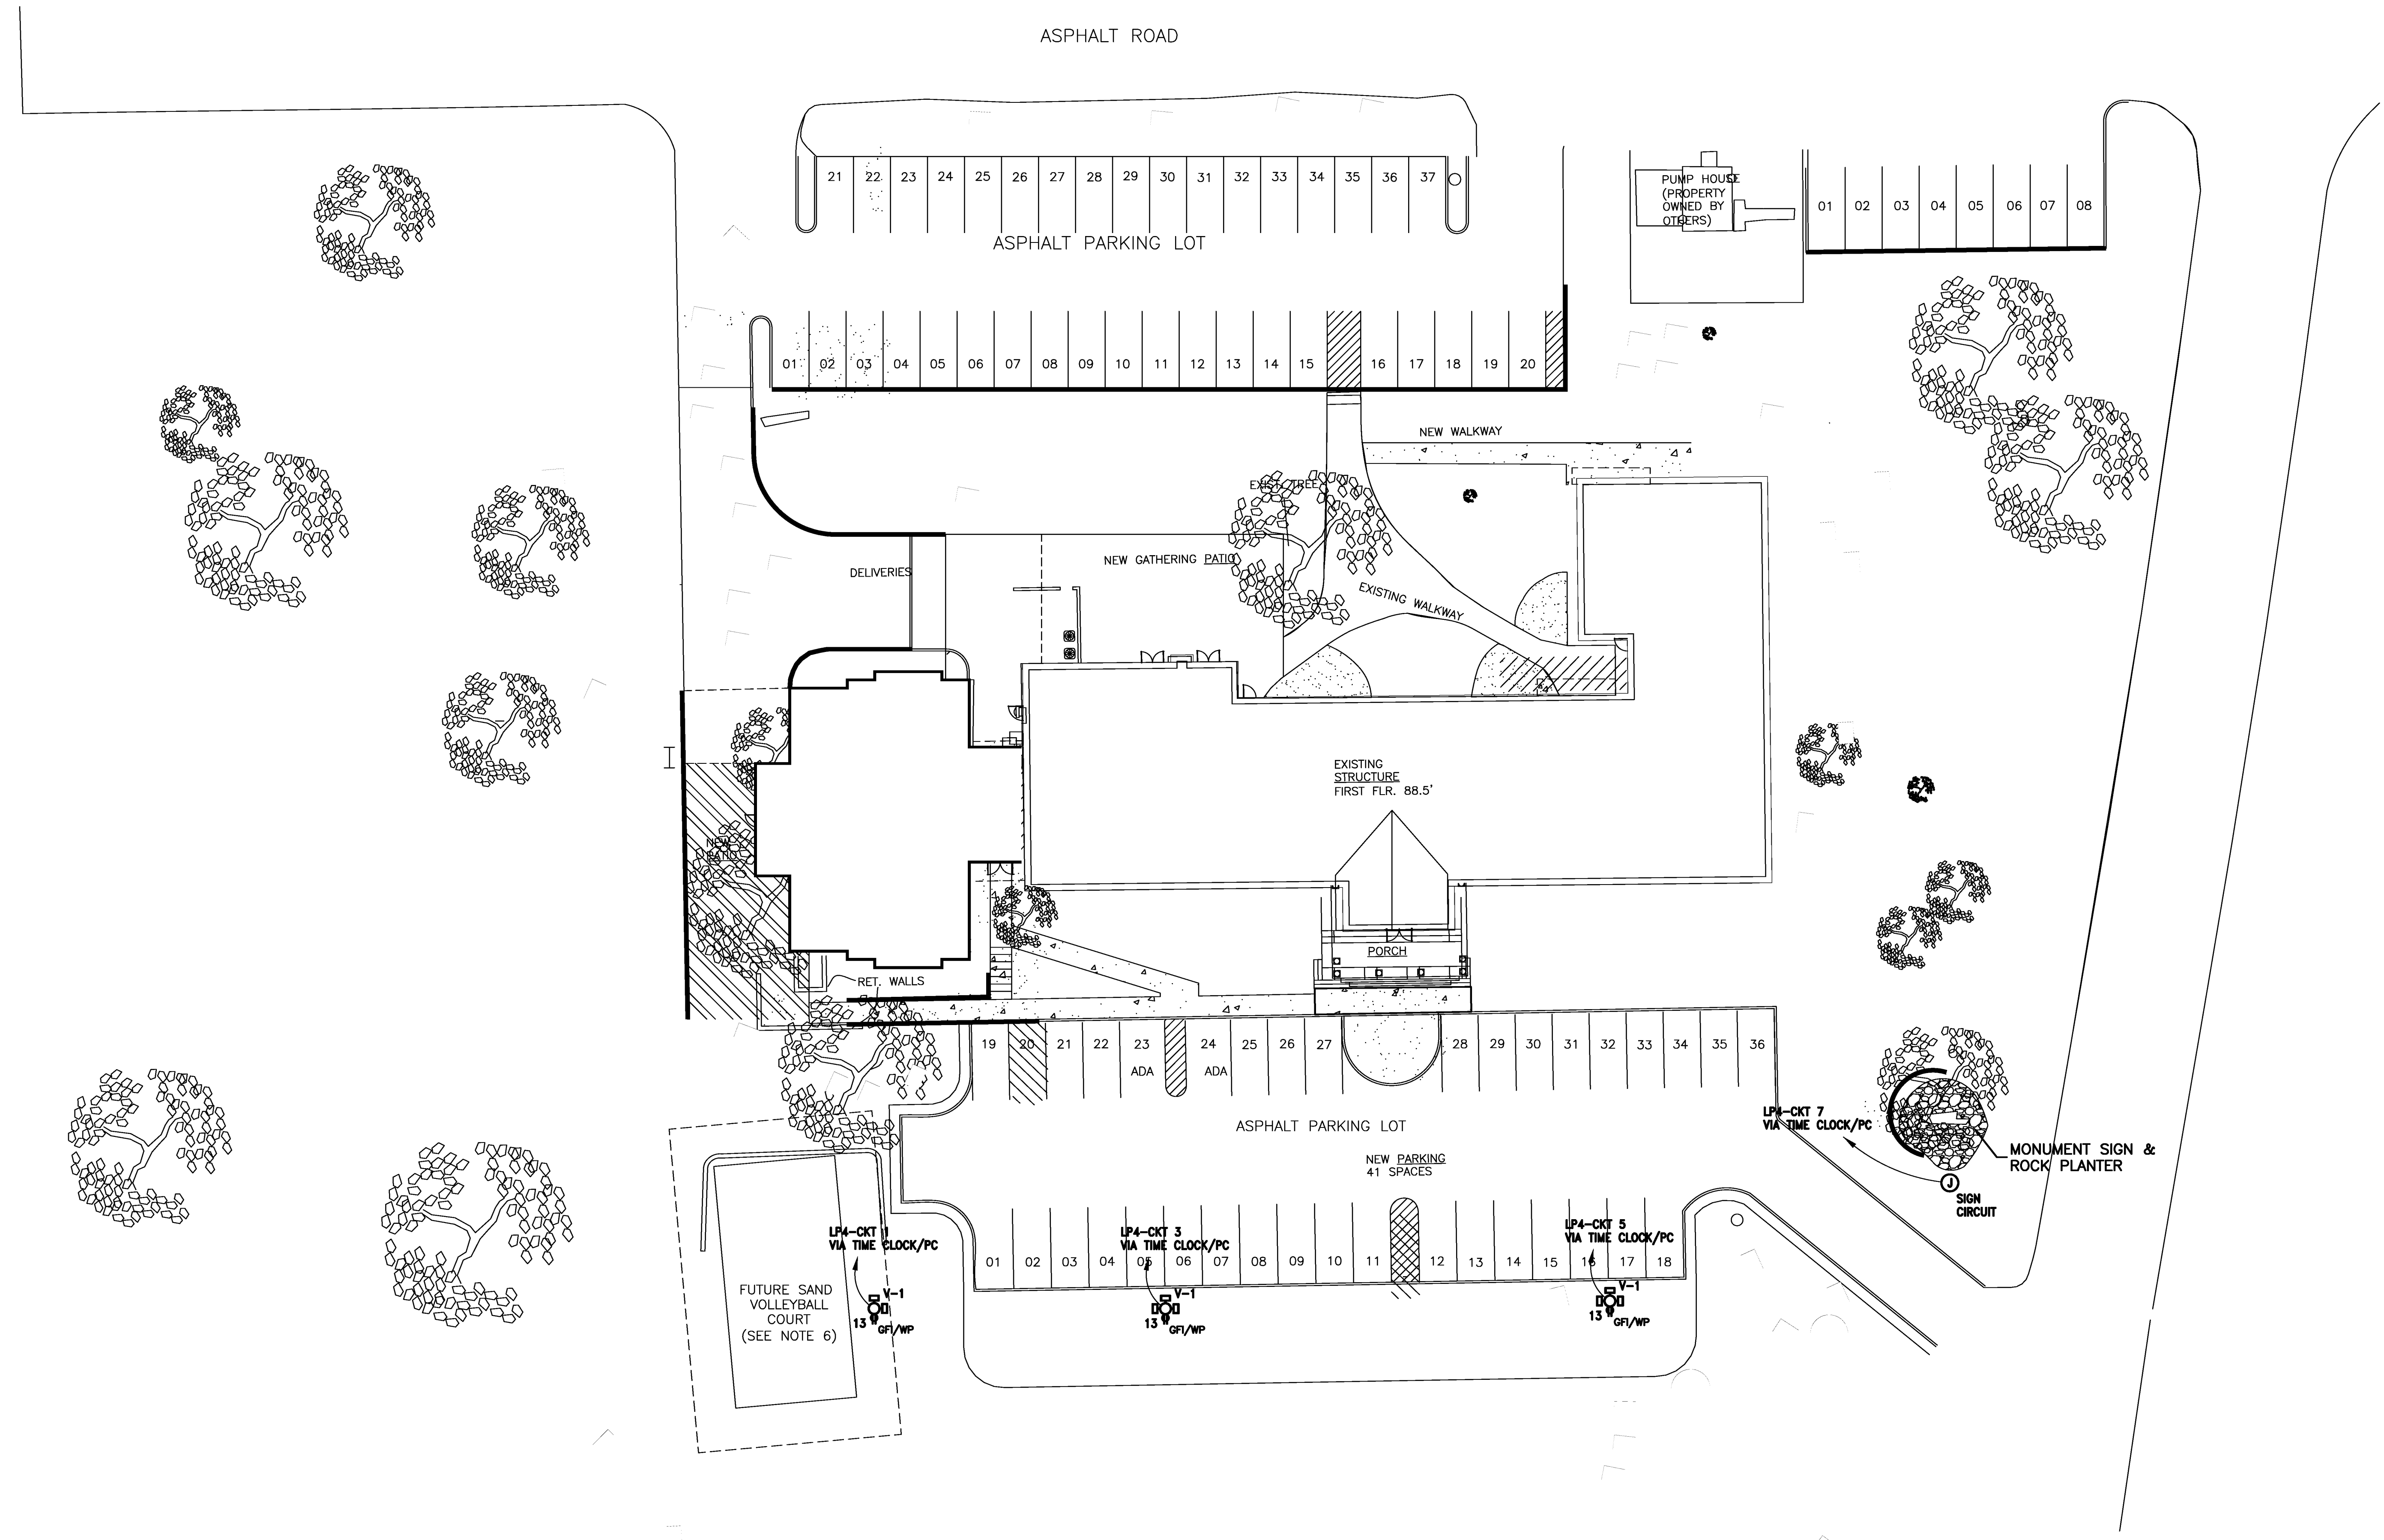 ASPHALT ROAD
21 22 23 24 25 26 27 28 29 30 31 32 33 34 35 36 37
PUMP HOUSE
(PROPERTY
OWNED BY
OTHERS)
01 02 03 04 05 06 07 08
ASPHALT PARKING LOT
01 02 03 04 05 06 07 08 09 10 11 12 13 14 15 16 17 18 19 20
NEW WALKWAY
EXIST. TREE
NEW GATHERING PATIO
DELIVERIES
EXISTING WALKWAY
EXISTING
STRUCTURE
FIRST FLR. 88.5'
NEW
PATIO
PORCH
RET. WALLS
19 20 21 22 23 24 25 26 27 28 29 30 31 32 33 34 35 36
ADA ADA
ASPHALT PARKING LOT
NEW PARKING
41 SPACES
LP4-CKT 7
VIA TIME CLOCK/PC
MONUMENT SIGN &
ROCK PLANTER
J
SIGN
CIRCUIT
LP4-CKT 1
VIA TIME CLOCK/PC
LP4-CKT 3
VIA TIME CLOCK/PC
LP4-CKT 5
VIA TIME CLOCK/PC
01 02 03 04 05 06 07 08 09 10 11 12 13 14 15 16 17 18
FUTURE SAND
VOLLEYBALL
COURT
(SEE NOTE 6)
V-1
13
GFI/WP
V-1
13
GFI/WP
V-1
13
GFI/WP